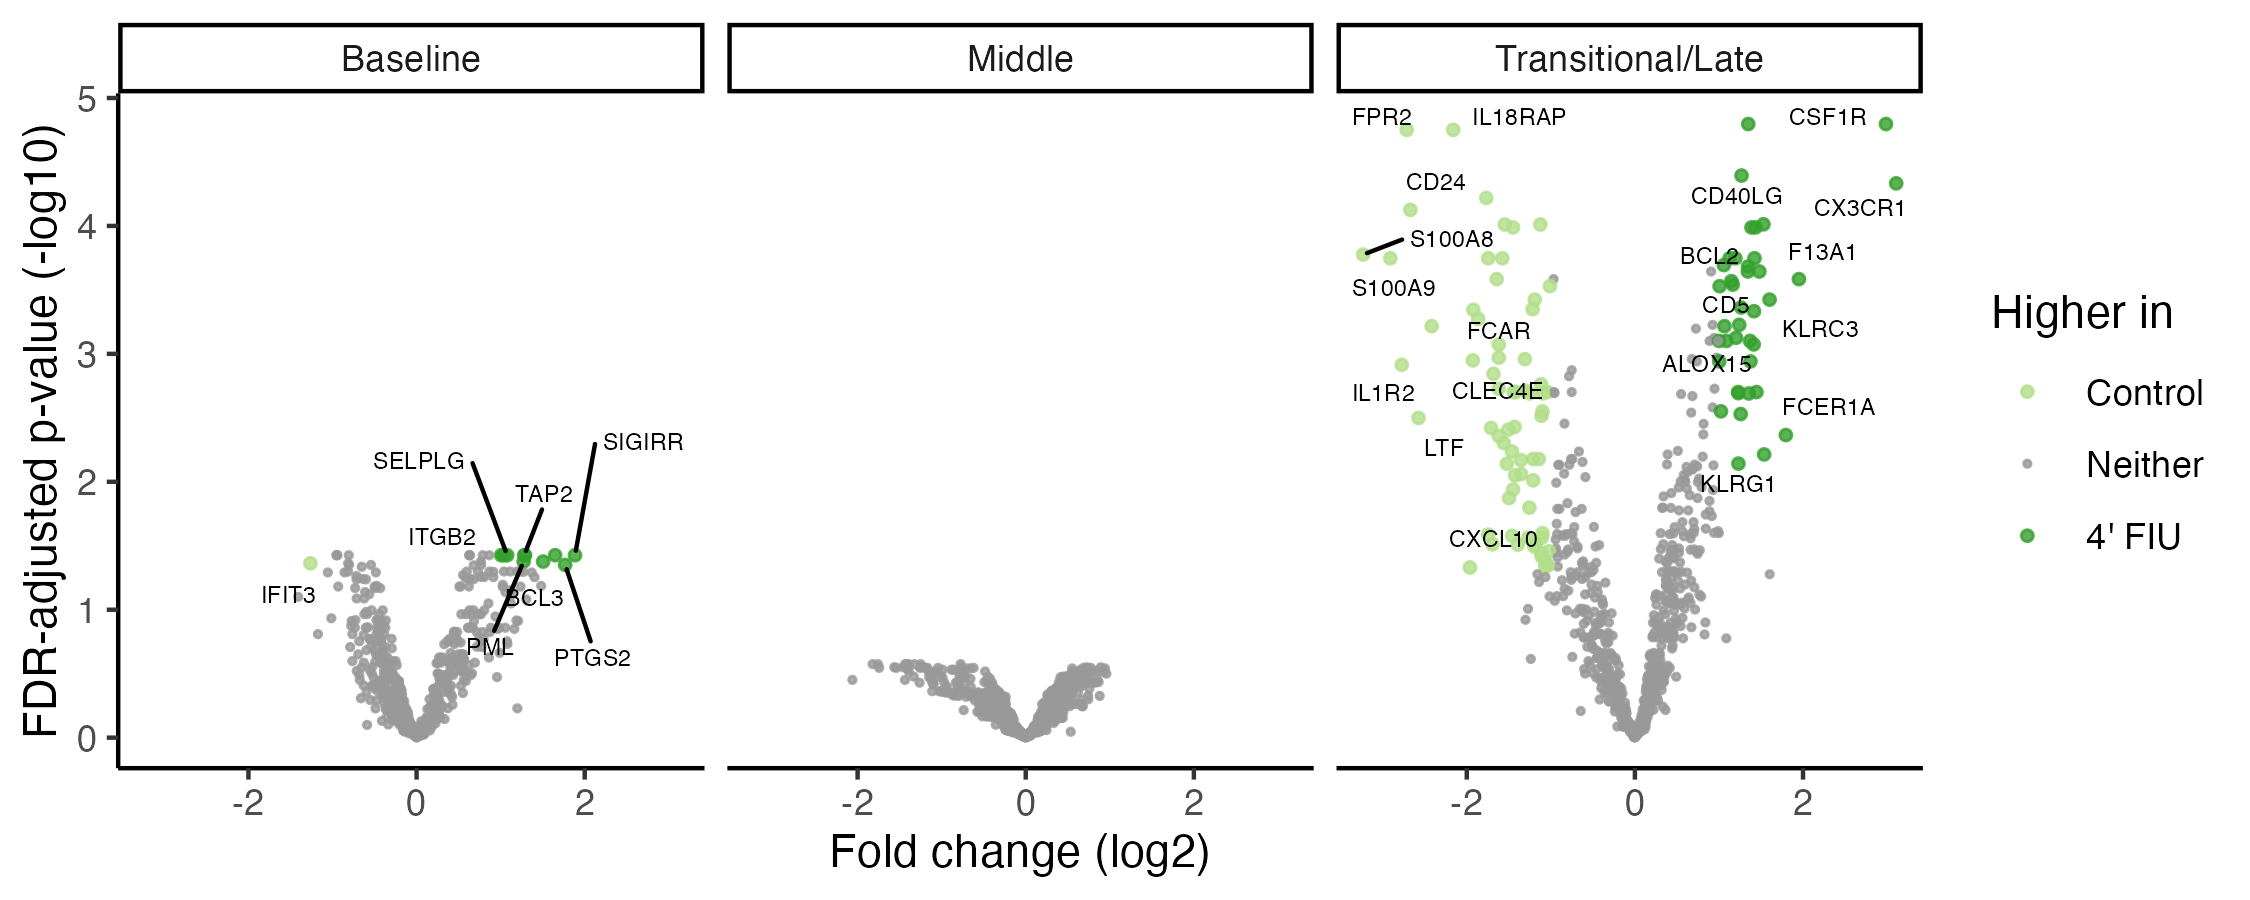 Baseline
Middle
Transitional/Late
FDR-adjusted p-value (-log10)
5
4
3
2
1
0
SELPLG
SIGIRR
TAP2
ITGB2
IFIT3
BCL3
PML
PTGS2
FPR2
IL18RAP
CSF1R
CD24
CD40LG
CX3CR1
S100A8
BCL2
F13A1
S100A9
CD5
FCAR
KLRC3
ALOX15
IL1R2
CLEC4E
FCER1A
LTF
KLRG1
CXCL10
-2 0 2
-2 0 2
-2 0 2
Fold change (log2)
Higher in
Control
Neither
4' FIU